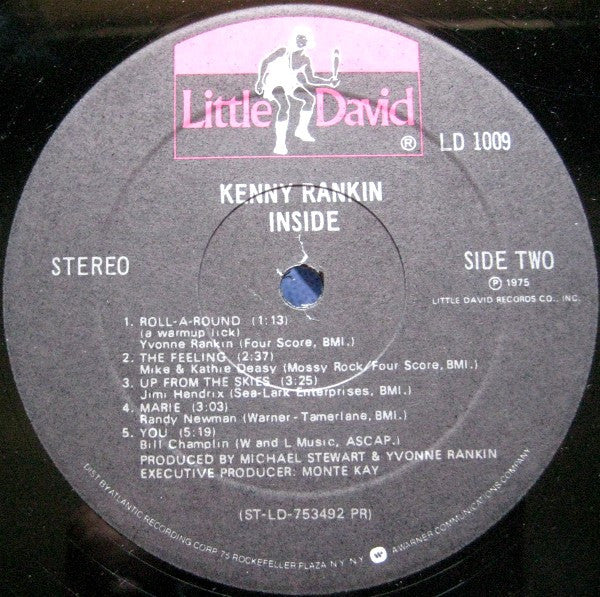 Little David
®
LD 1009
KENNY RANKIN
INSIDE
STEREO
SIDE TWO
Ⓟ 1975
LITTLE DAVID RECORDS CO., INC.
1. ROLL-A-ROUND (1:13)
(a warmup lick)
Yvonne Rankin (Four Score, BMI.)
2. THE FEELING (2:37)
Mike & Kathie Deasy (Mossy Rock/Four Score, BMI.)
3. UP FROM THE SKIES (3:25)
Jimi Hendrix (Sea-Lark Enterprises, BMI.)
4. MARIE (3:03)
Randy Newman (Warner-Tamerlane, BMI.)
5. YOU (5:19)
Bill Champlin (W and L Music, ASCAP.)
PRODUCED BY MICHAEL STEWART & YVONNE RANKIN
EXECUTIVE PRODUCER: MONTE KAY
(ST-LD-753492 PR)
DIST BY ATLANTIC RECORDING CORP. 75 ROCKEFELLER PLAZA N.Y. N.Y. W A WARNER COMMUNICATIONS COMPANY